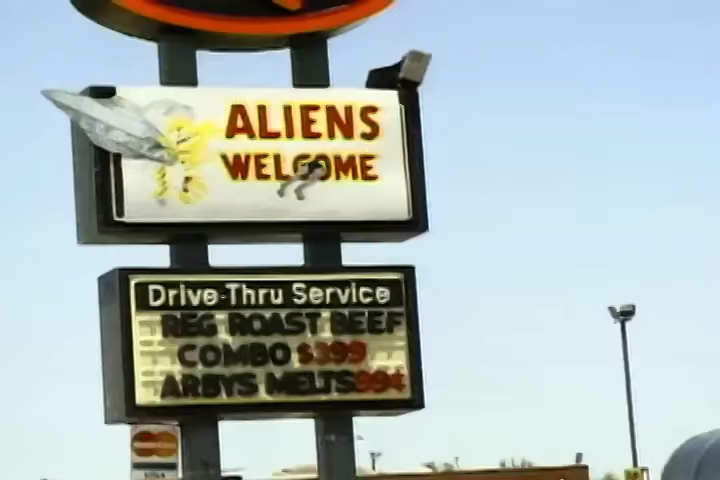 ALIENS
WELCOME
Drive-Thru Service
REG ROAST BEEF
COMBO $399
ARBYS MELTS 99¢